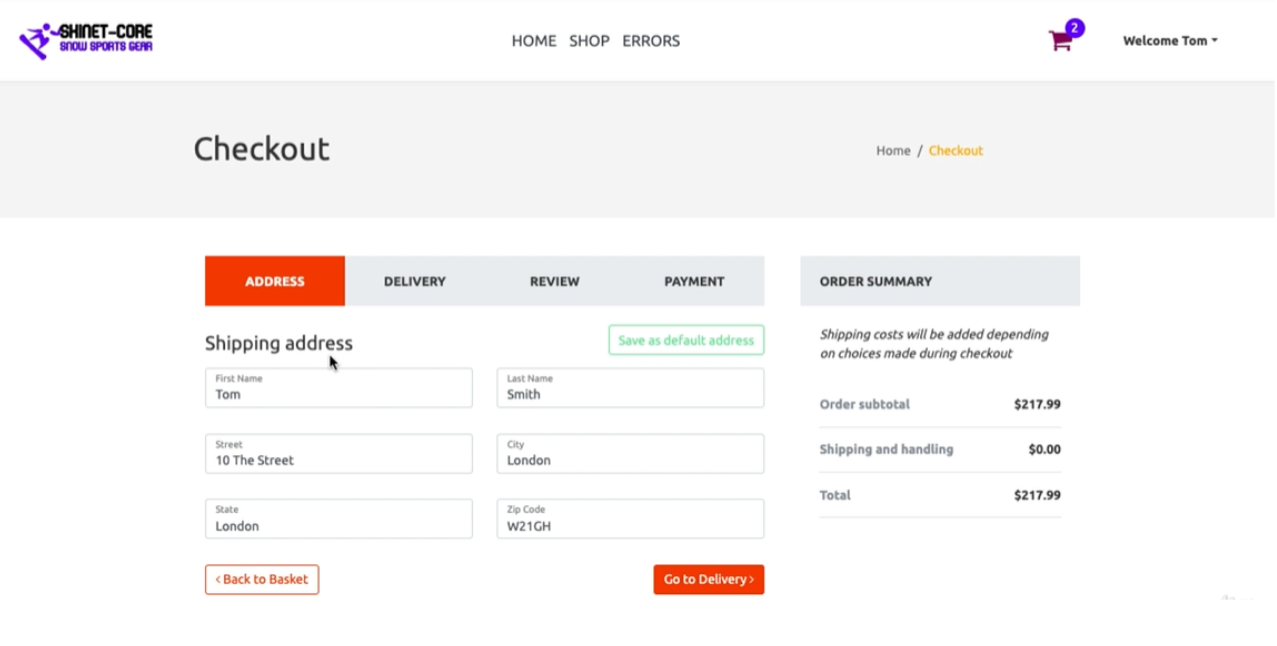 SKINET-CORE
SNOW SPORTS GEAR
HOME SHOP ERRORS
2
Welcome Tom
Checkout
Home / Checkout
ADDRESS DELIVERY REVIEW PAYMENT
Shipping address
Save as default address
First Name
Tom
Last Name
Smith
Street
10 The Street
City
London
State
London
Zip Code
W21GH
‹ Back to Basket
Go to Delivery ›
ORDER SUMMARY
Shipping costs will be added depending
on choices made during checkout
Order subtotal $217.99
Shipping and handling $0.00
Total $217.99